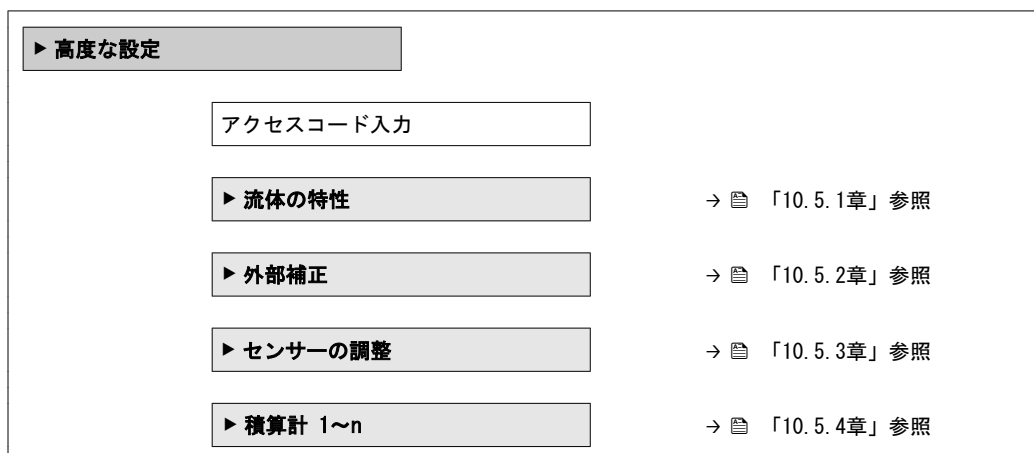 ▶ 高度な設定
アクセスコード入力
▶ 流体の特性 → 「10.5.1章」参照
▶ 外部補正 → 「10.5.2章」参照
▶ センサーの調整 → 「10.5.3章」参照
▶ 積算計 1～n → 「10.5.4章」参照